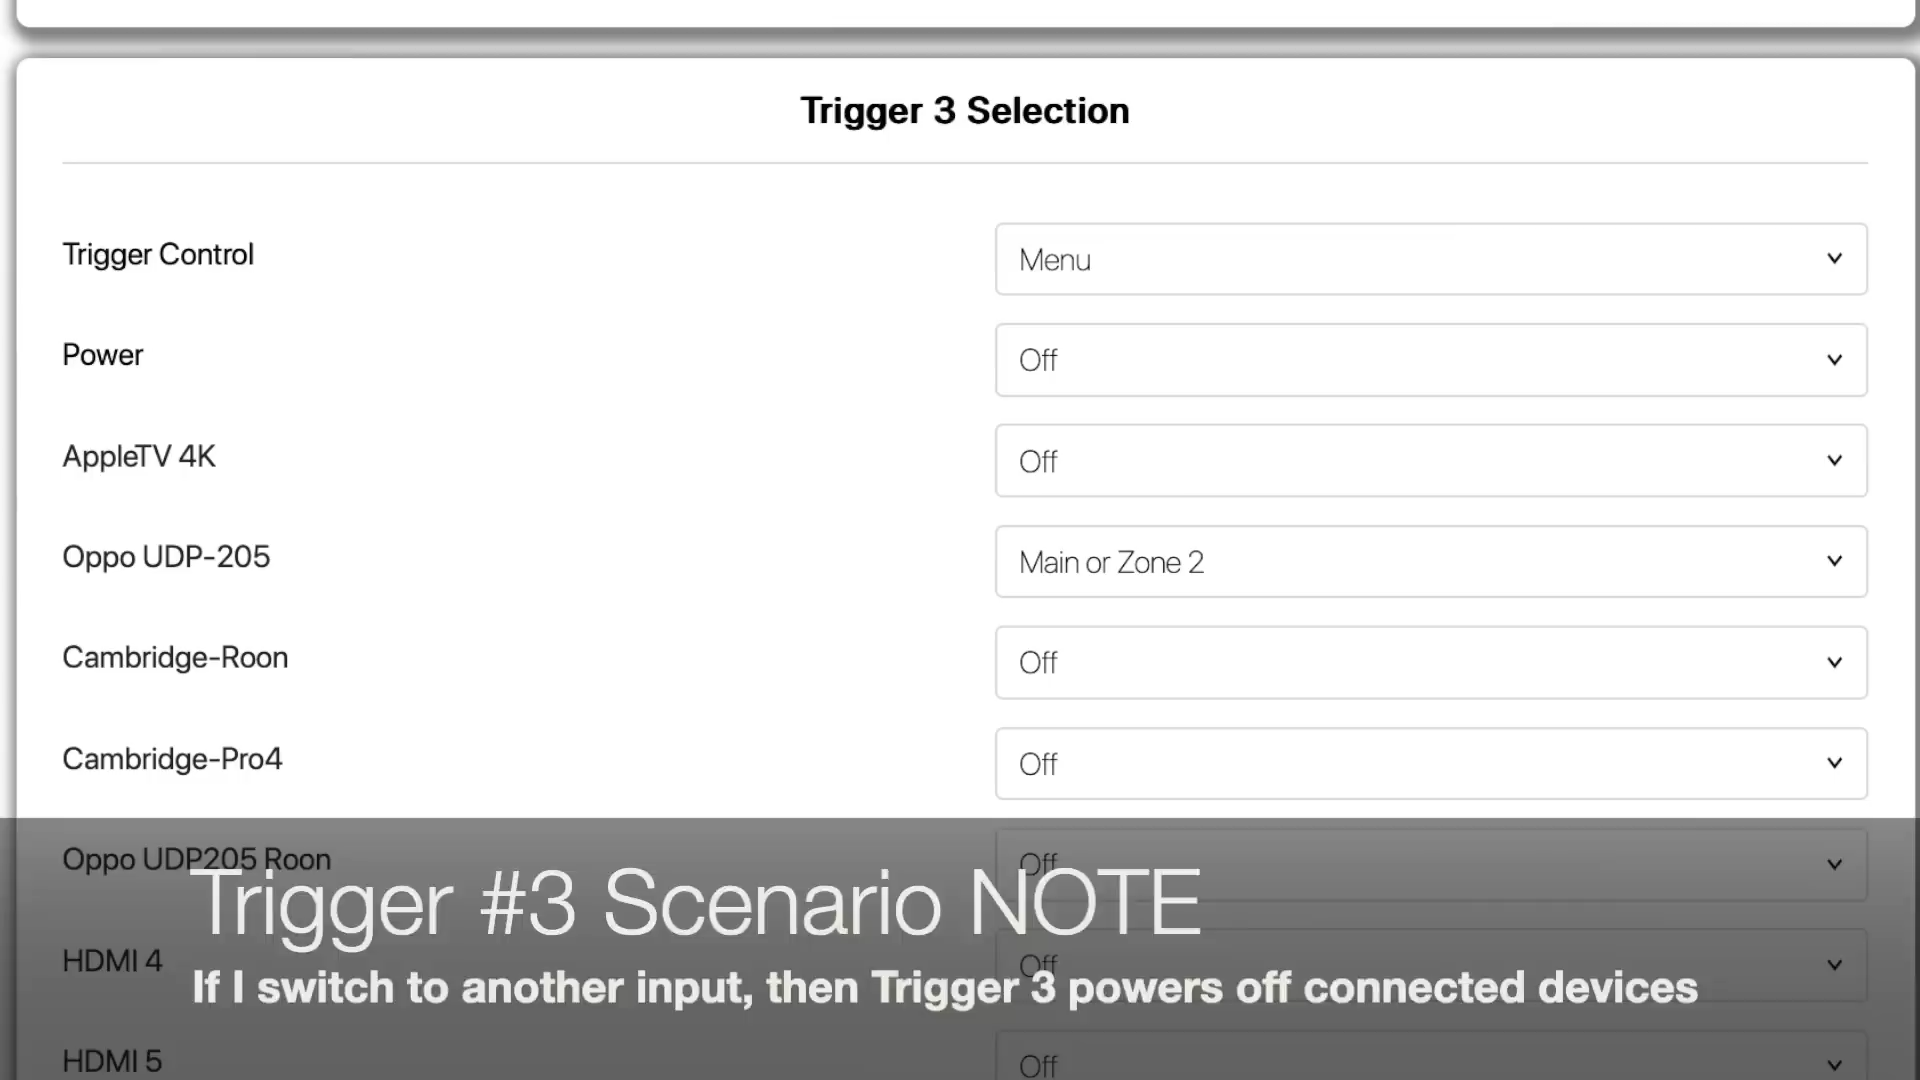 Trigger 3 Selection
Trigger Control
Menu
Power
Off
AppleTV 4K
Off
Oppo UDP-205
Main or Zone 2
Cambridge-Roon
Off
Cambridge-Pro4
Off
Oppo UDP205 Roon
Off
Trigger #3 Scenario NOTE
HDMI 4
Off
If I switch to another input, then Trigger 3 powers off connected devices
HDMI 5
Off